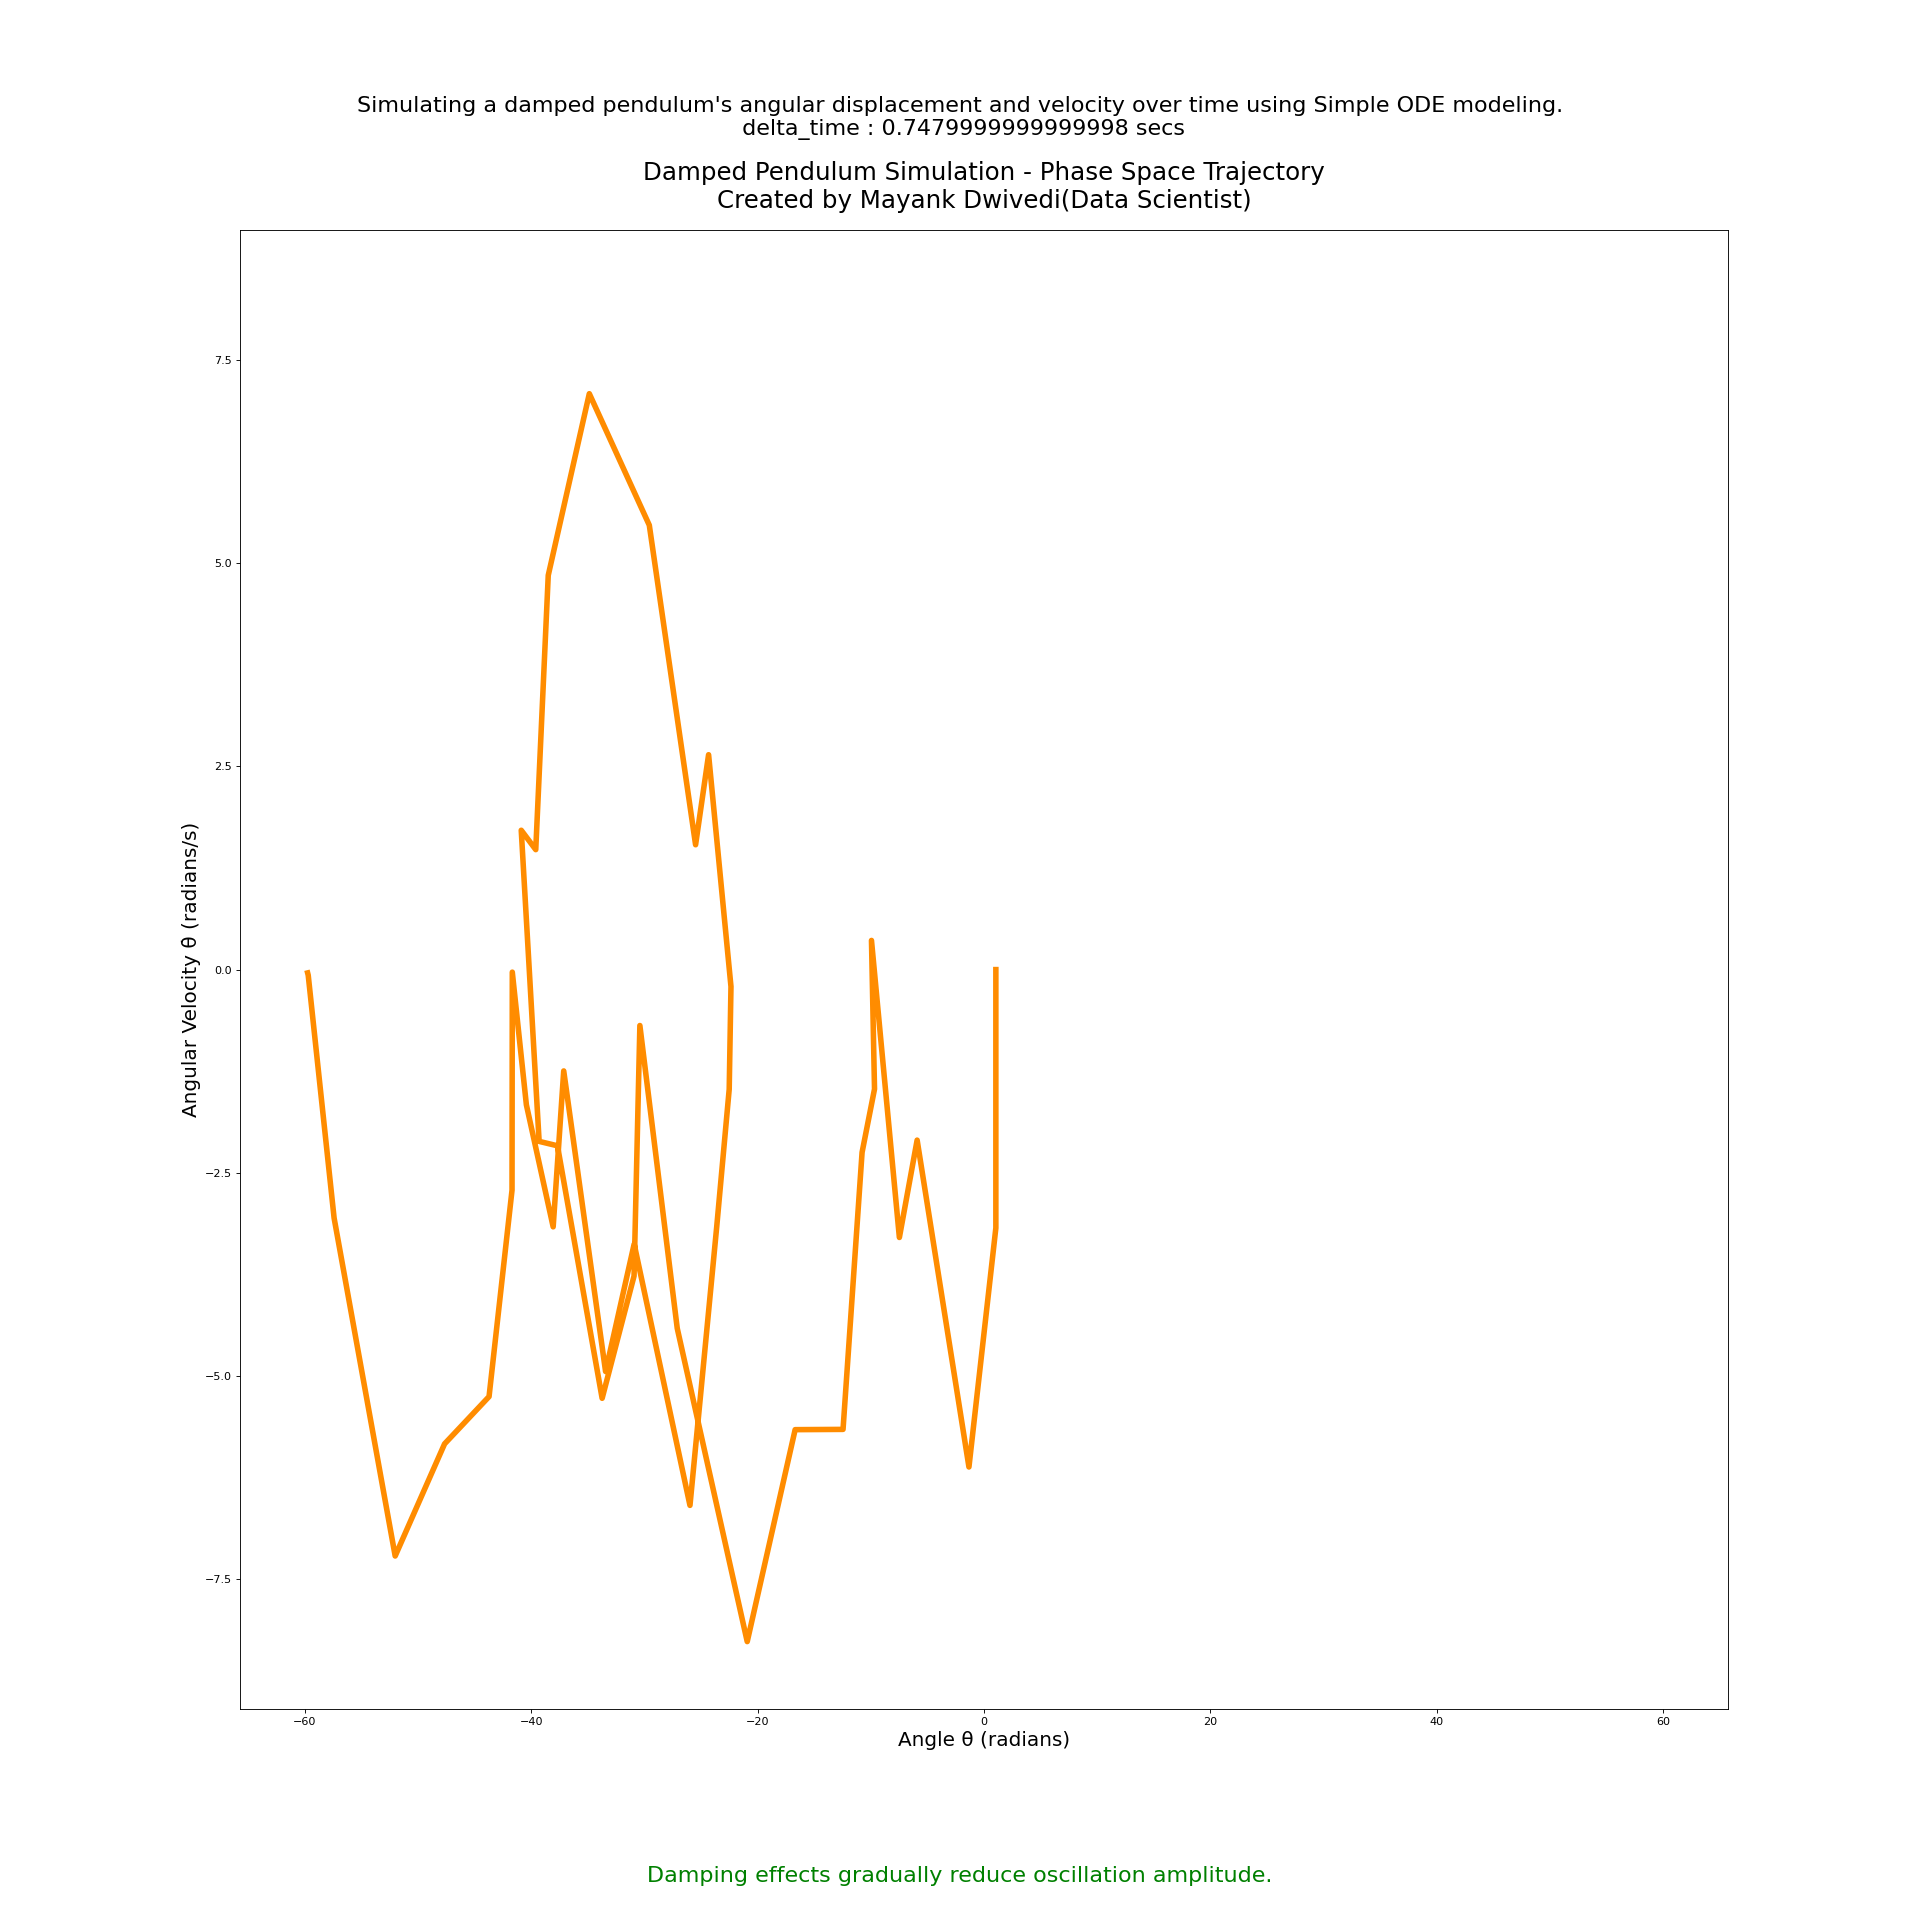 Simulating a damped pendulum's angular displacement and velocity over time using Simple ODE modeling.
delta_time : 0.7479999999999998 secs
Damped Pendulum Simulation - Phase Space Trajectory
Created by Mayank Dwivedi(Data Scientist)
Angular Velocity θ (radians/s)
7.5
5.0
2.5
0.0
−2.5
−5.0
−7.5
−60
−40
−20
0
20
40
60
Angle θ (radians)
Damping effects gradually reduce oscillation amplitude.